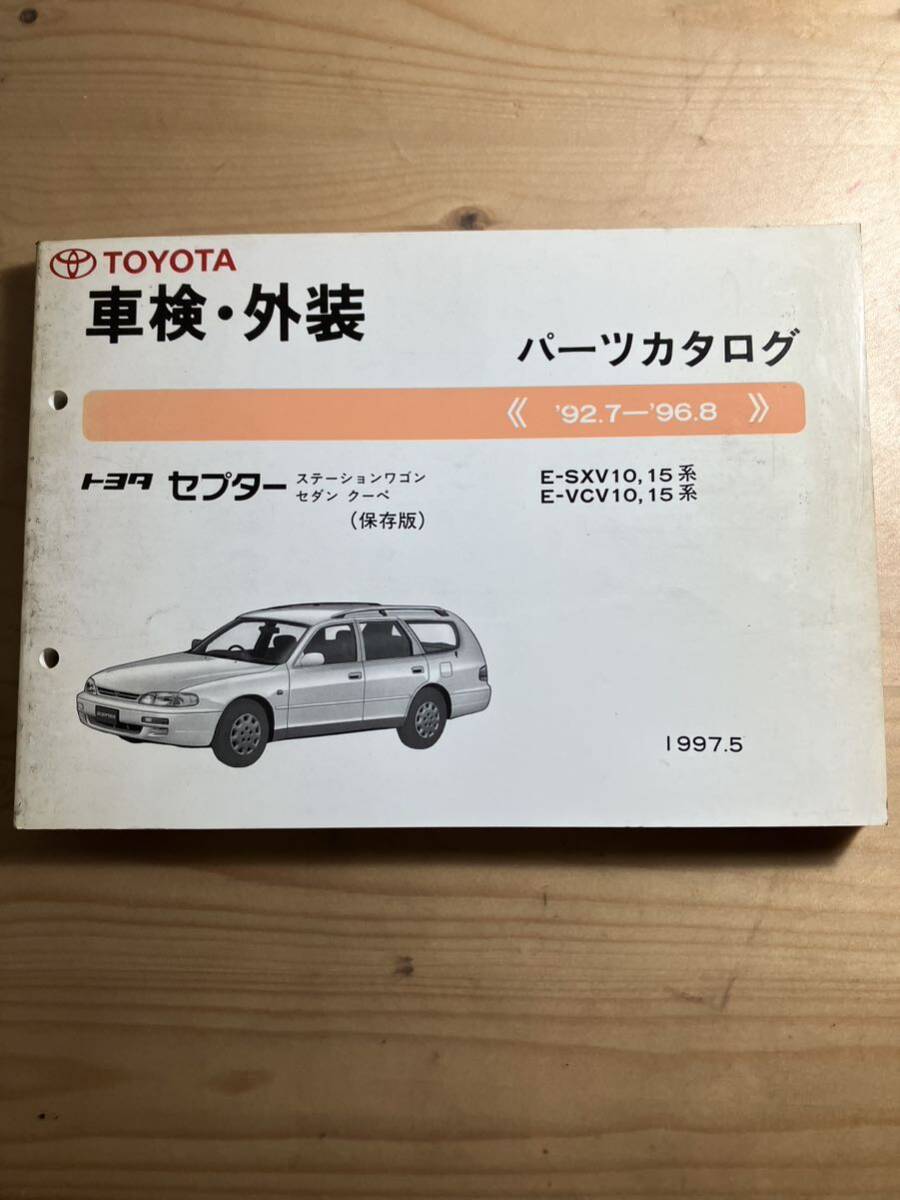 TOYOTA
車検・外装
パーツカタログ
《 '92.7—'96.8 》
トヨタ セプター ステーションワゴン
セダン クーペ
(保存版)
E-SXV10,15系
E-VCV10,15系
1997.5